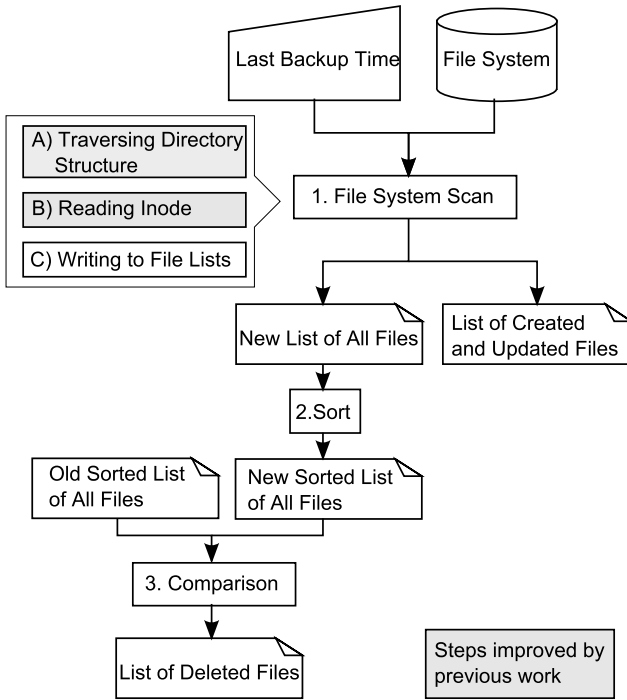 Last Backup Time
File System
A) Traversing Directory
Structure
B) Reading Inode
C) Writing to File Lists
1. File System Scan
New List of All Files
List of Created
and Updated Files
2.Sort
Old Sorted List
of All Files
New Sorted List
of All Files
3. Comparison
List of Deleted Files
Steps improved by
previous work